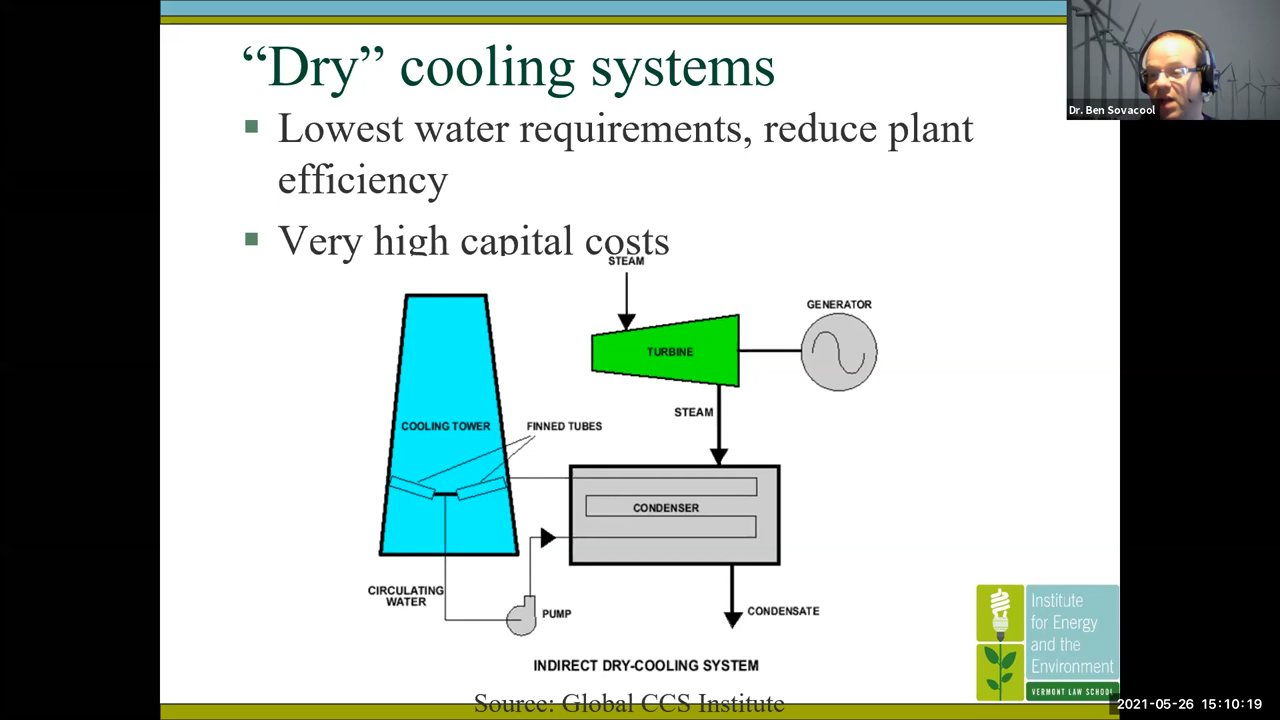 “Dry” cooling systems
Dr. Ben Sovacool
Lowest water requirements, reduce plant
efficiency
Very high capital costs
STEAM
GENERATOR
TURBINE
STEAM
COOLING TOWER
FINNED TUBES
CONDENSER
CIRCULATING
WATER
PUMP
CONDENSATE
INDIRECT DRY-COOLING SYSTEM
Source: Global CCS Institute
Institute
for Energy
and the
Environment
VERMONT LAW SCHOOL
2021-05-26 15:10:19